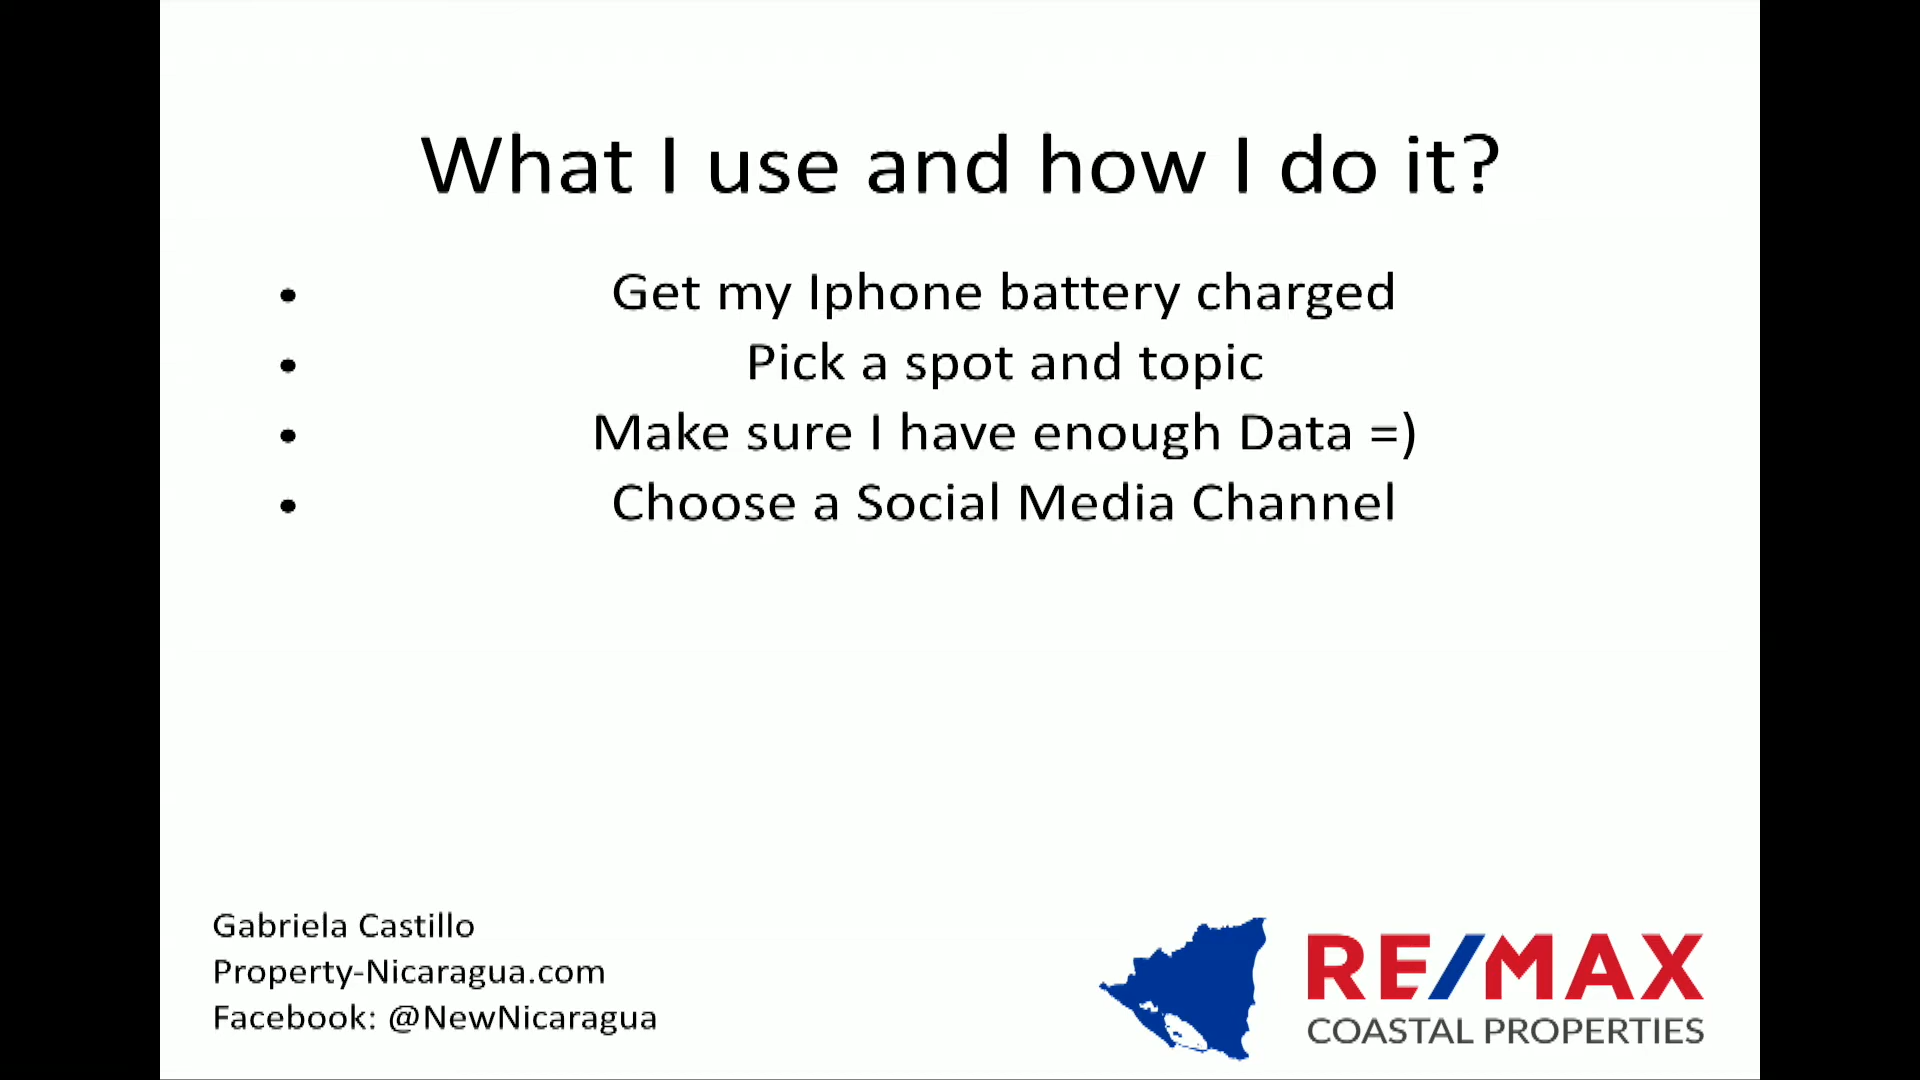 What I use and how I do it?
• Get my Iphone battery charged
• Pick a spot and topic
• Make sure I have enough Data =)
• Choose a Social Media Channel
Gabriela Castillo
Property-Nicaragua.com
Facebook: @NewNicaragua
RE/MAX
COASTAL PROPERTIES